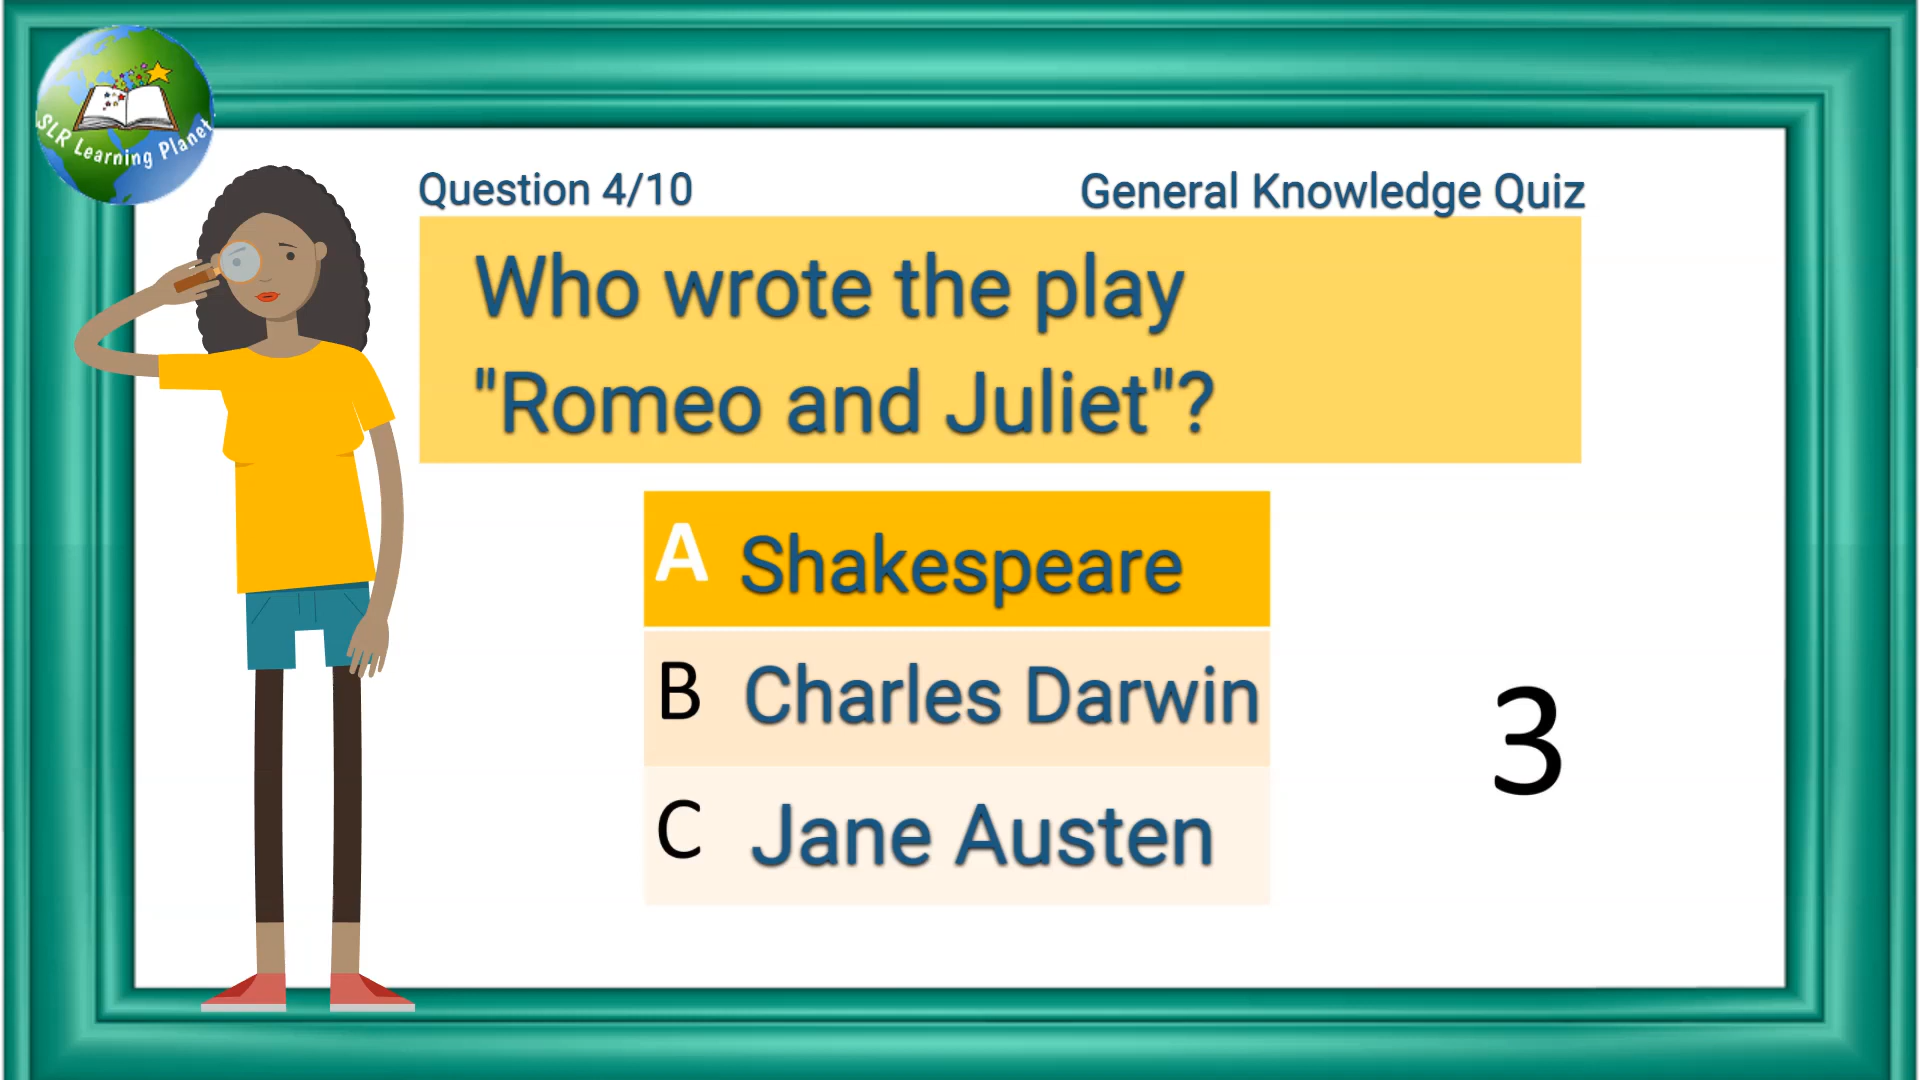 SLR Learning Planet
Question 4/10
General Knowledge Quiz
Who wrote the play
"Romeo and Juliet"?
A Shakespeare
B Charles Darwin
C Jane Austen
3